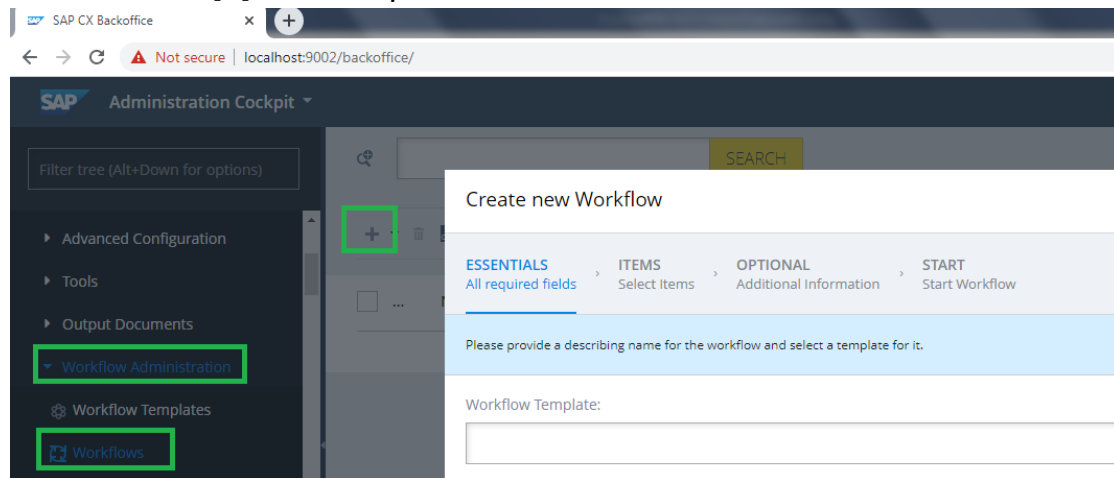 SAP CX Backoffice
Not secure | localhost:9002/backoffice/
SAP Administration Cockpit
Filter tree (Alt+Down for options)
SEARCH
Create new Workflow
Advanced Configuration
ESSENTIALS ITEMS OPTIONAL START
All required fields Select Items Additional Information Start Workflow
Tools
...
Output Documents
Please provide a describing name for the workflow and select a template for it.
Workflow Administration
Workflow Templates
Workflow Template:
Workflows